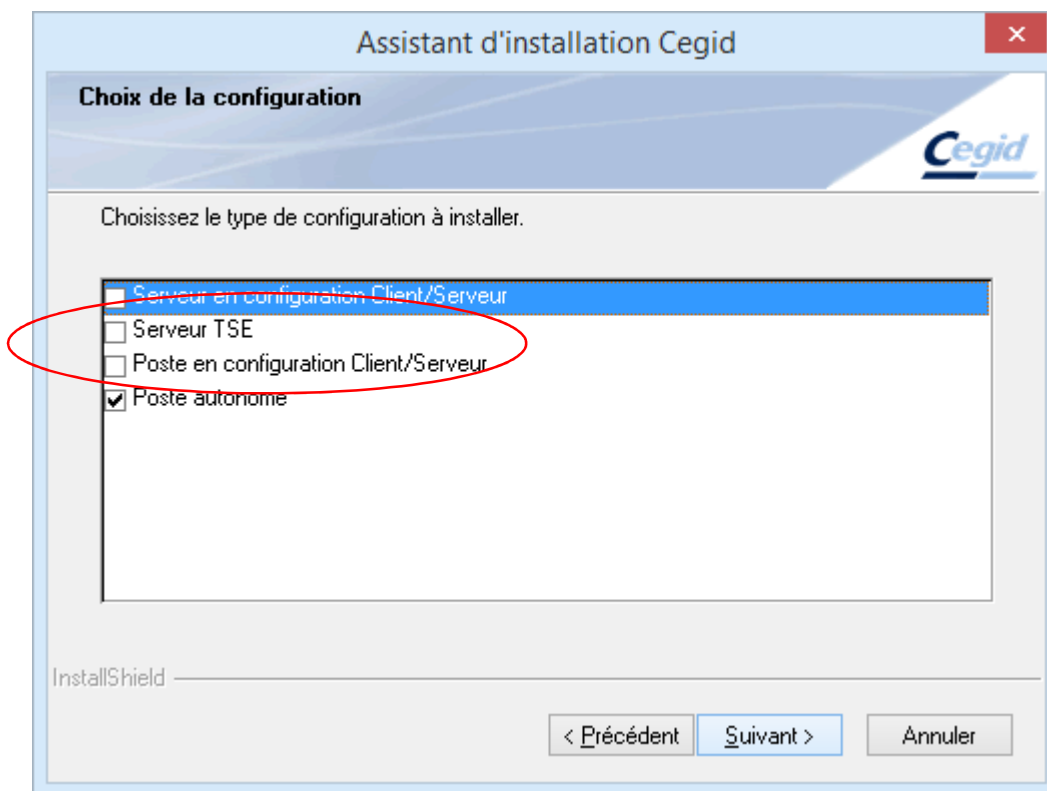 Assistant d'installation Cegid
Choix de la configuration
Cegid
Choisissez le type de configuration à installer.
Serveur en configuration Client/Serveur
Serveur TSE
Poste en configuration Client/Serveur
Poste autonome
InstallShield
< Précédent
Suivant >
Annuler